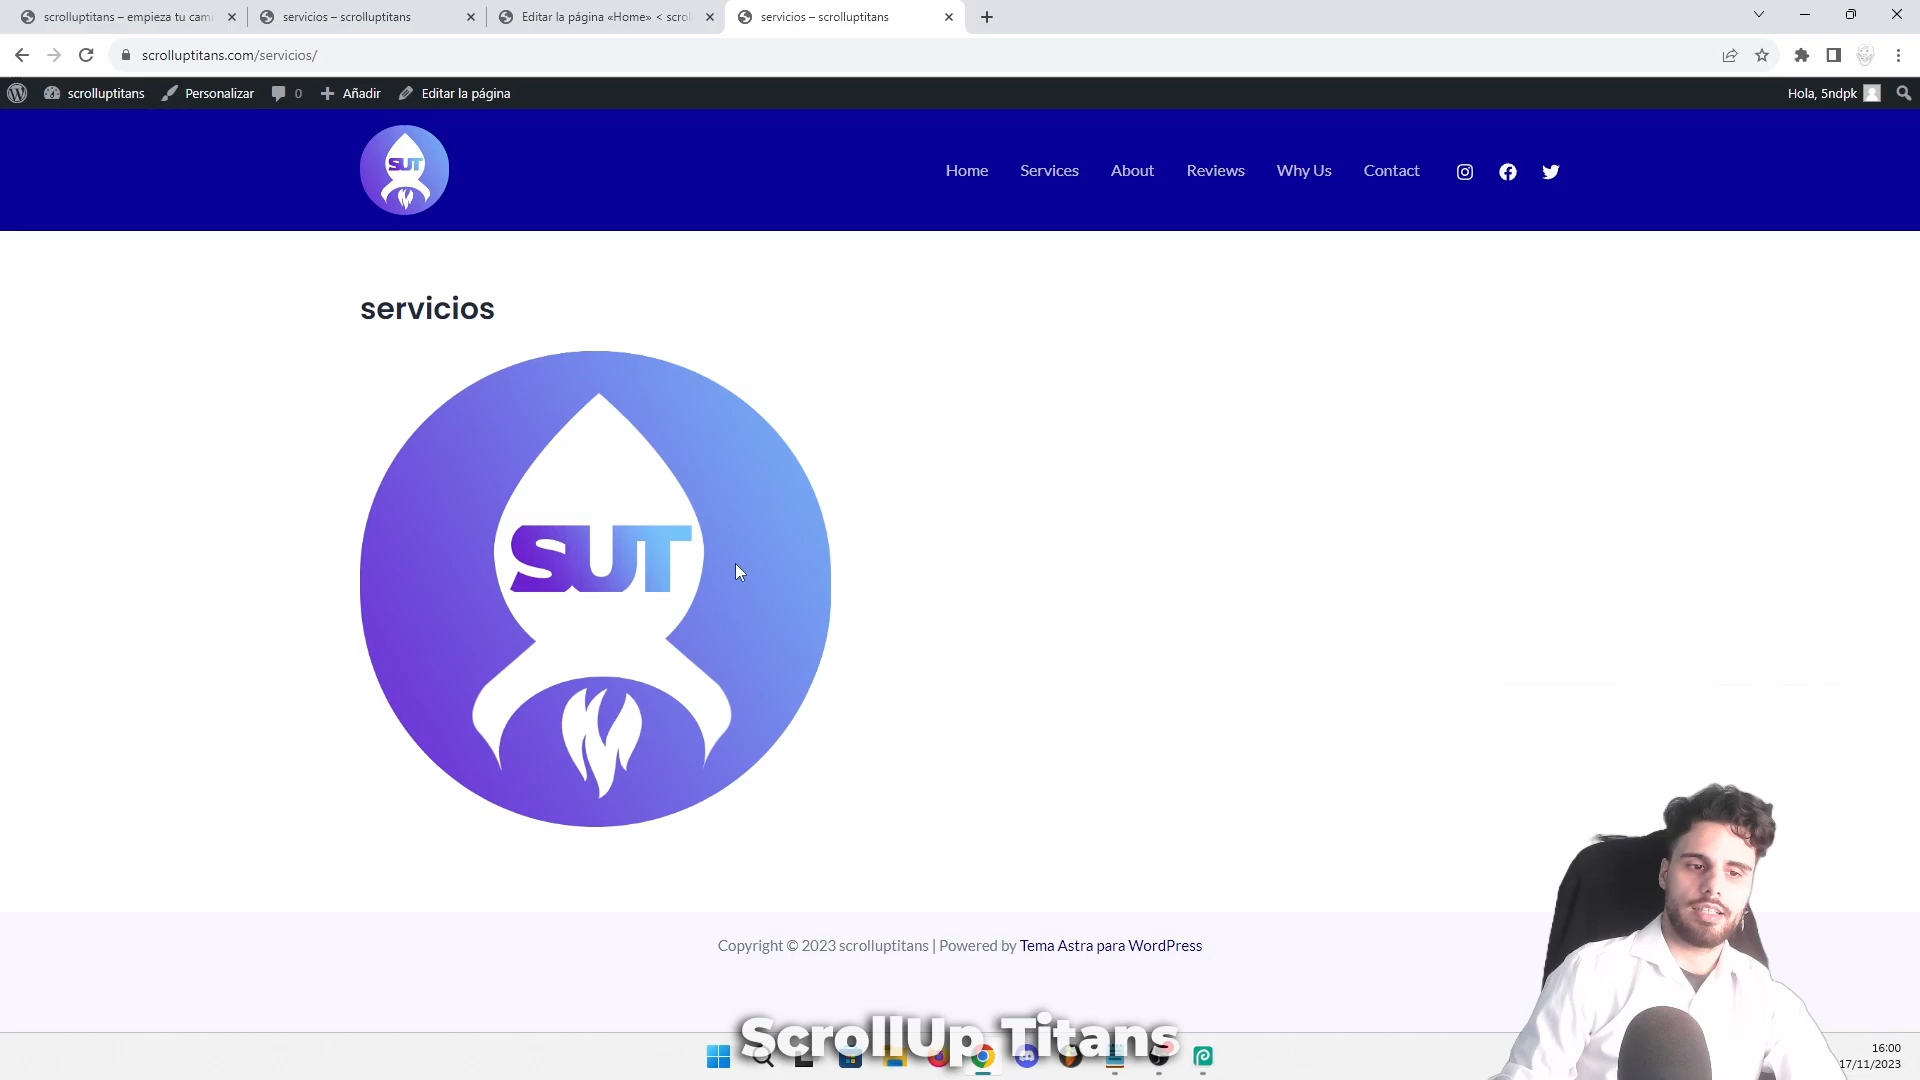 scrolluptitans – empieza tu cami
servicios – scrolluptitans
Editar la página «Home» < scroll
servicios – scrolluptitans
scrolluptitans.com/servicios/
scrolluptitans
Personalizar
0
Añadir
Editar la página
Hola, 5ndpk
SUT
Home
Services
About
Reviews
Why Us
Contact
servicios
SUT
Copyright © 2023 scrolluptitans | Powered by Tema Astra para WordPress
ScrollUp Titans
16:00
17/11/2023